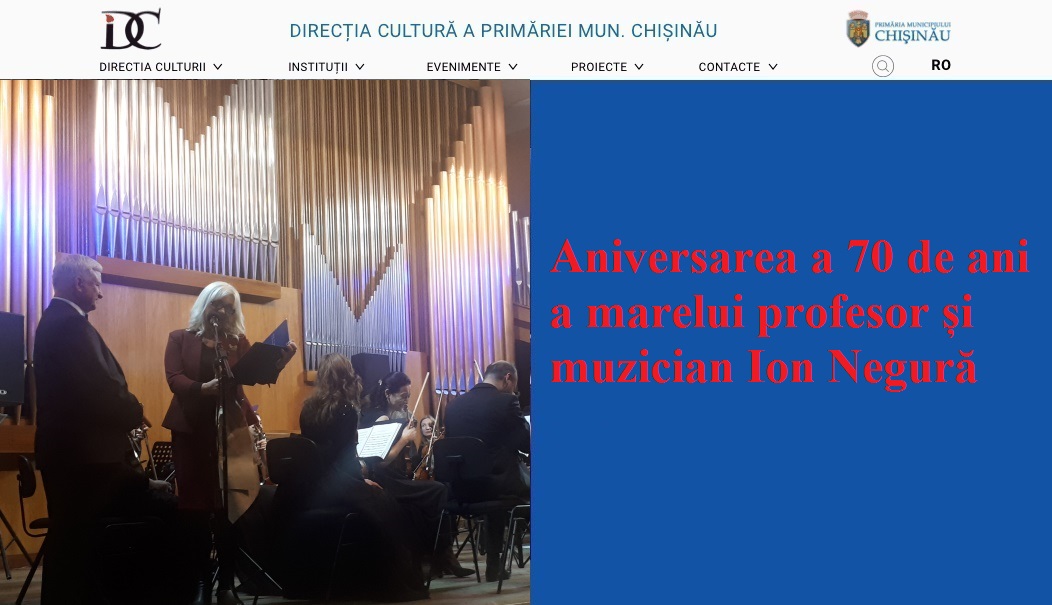 DC
DIRECȚIA CULTURĂ A PRIMĂRIEI MUN. CHIȘINĂU
PRIMĂRIA MUNICIPIULUI
CHIȘINĂU
DIRECTIA CULTURII
INSTITUȚII
EVENIMENTE
PROIECTE
CONTACTE
RO
Aniversarea a 70 de ani
a marelui profesor și
muzician Ion Negură